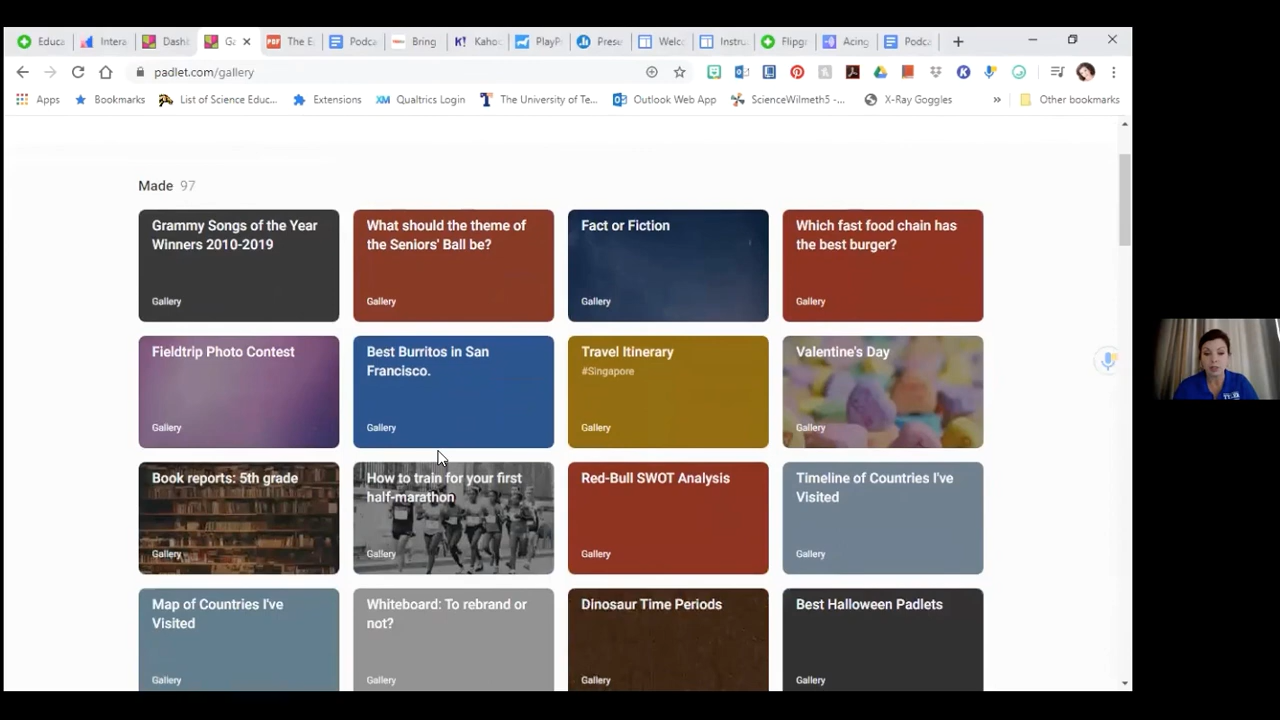 Educa
Intera
Dashb
Ga
The E
Podca
Bring
Kaho
PlayP
Prese
Welc
Instru
Flipg
Acing
Podca
padlet.com/gallery
Apps
Bookmarks
List of Science Educ...
Extensions
XM Qualtrics Login
The University of Te...
Outlook Web App
ScienceWilmeth5 -...
X-Ray Goggles
»
Other bookmarks
Made 97
Grammy Songs of the Year
Winners 2010-2019
Gallery
What should the theme of
the Seniors' Ball be?
Gallery
Fact or Fiction
Gallery
Which fast food chain has
the best burger?
Gallery
Fieldtrip Photo Contest
Gallery
Best Burritos in San
Francisco.
Gallery
Travel Itinerary
#Singapore
Gallery
Valentine's Day
Gallery
Book reports: 5th grade
Gallery
How to train for your first
half-marathon
Gallery
Red-Bull SWOT Analysis
Gallery
Timeline of Countries I've
Visited
Gallery
Map of Countries I've
Visited
Gallery
Whiteboard: To rebrand or
not?
Gallery
Dinosaur Time Periods
Gallery
Best Halloween Padlets
Gallery